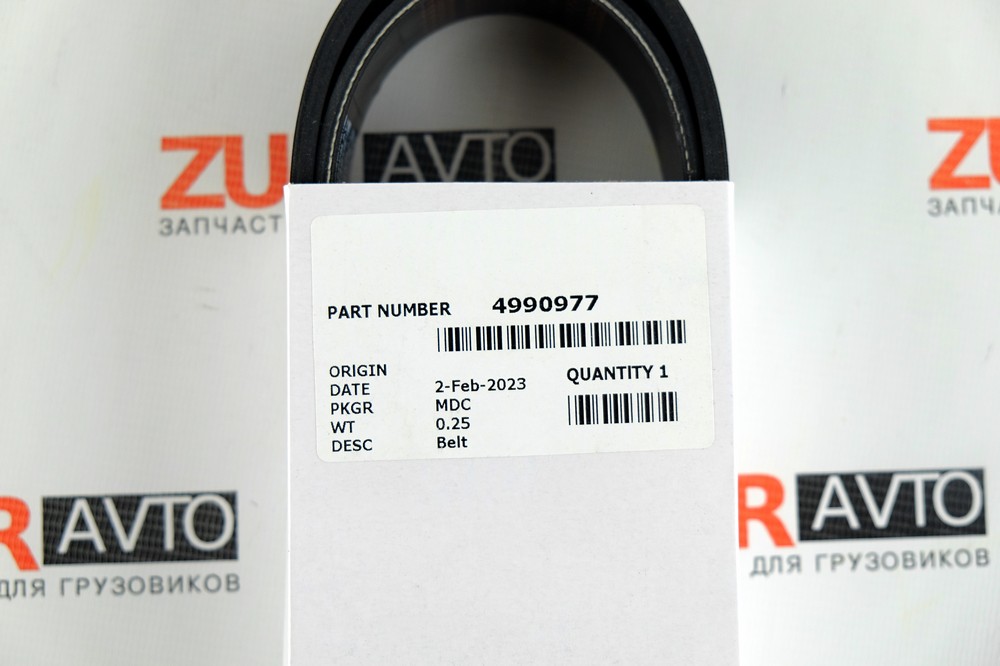 ZU AVTO
ЗАПЧАСТ
ZU
ЗАПЧА
PART NUMBER 4990977
ORIGIN
DATE 2-Feb-2023
PKGR MDC
WT 0.25
DESC Belt
QUANTITY 1
R AVTO
ДЛЯ ГРУЗОВИКОВ
R AVTO
ДЛЯ ГРУЗОВИКОВ